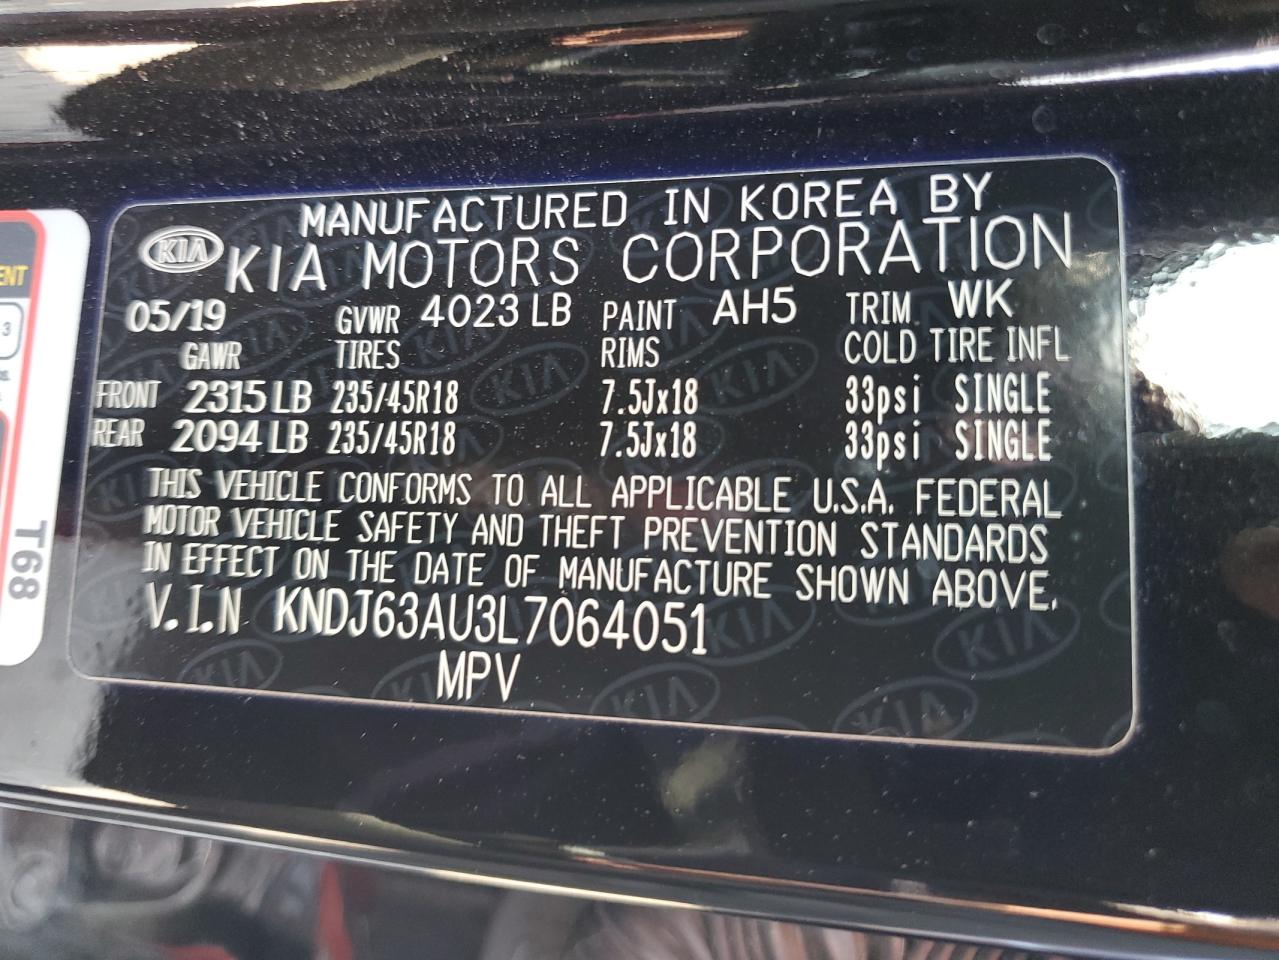 MANUFACTURED IN KOREA BY
KIA KIA MOTORS CORPORATION
05/19 GVWR 4023 LB PAINT AH5 TRIM WK
GAWR TIRES RIMS COLD TIRE INFL
FRONT 2315 LB 235/45R18 7.5Jx18 33psi SINGLE
REAR 2094 LB 235/45R18 7.5Jx18 33psi SINGLE
THIS VEHICLE CONFORMS TO ALL APPLICABLE U.S.A. FEDERAL
MOTOR VEHICLE SAFETY AND THEFT PREVENTION STANDARDS
IN EFFECT ON THE DATE OF MANUFACTURE SHOWN ABOVE.
V.I.N KNDJ63AU3L7064051
MPV
T68